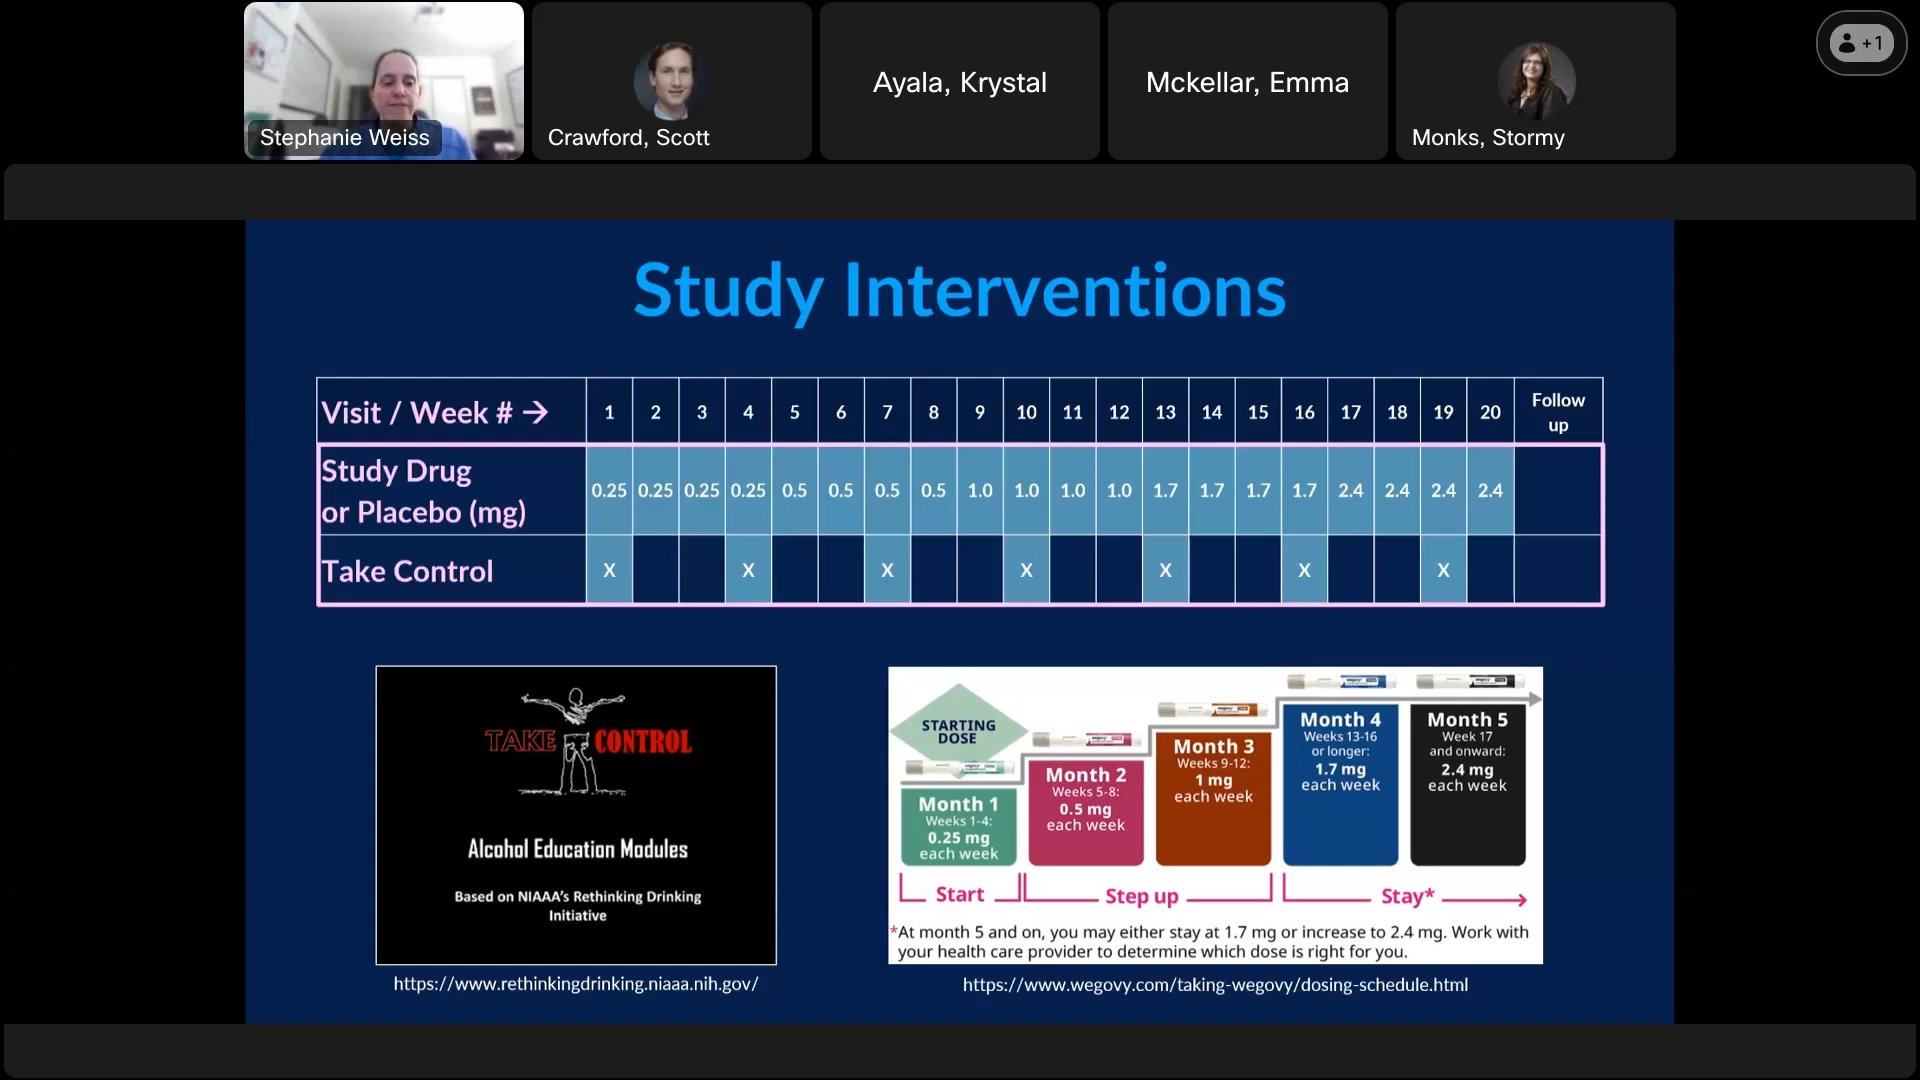 Stephanie Weiss
Crawford, Scott
Ayala, Krystal
Mckellar, Emma
Monks, Stormy
+1
Study Interventions
Visit / Week # → 1 2 3 4 5 6 7 8 9 10 11 12 13 14 15 16 17 18 19 20 Follow up
Study Drug
or Placebo (mg) 0.25 0.25 0.25 0.25 0.5 0.5 0.5 0.5 1.0 1.0 1.0 1.0 1.7 1.7 1.7 1.7 2.4 2.4 2.4 2.4
Take Control X X X X X X X
TAKE CONTROL
Alcohol Education Modules
Based on NIAAA's Rethinking Drinking
Initiative
https://www.rethinkingdrinking.niaaa.nih.gov/
STARTING
DOSE
Month 1
Weeks 1-4:
0.25 mg
each week
Month 2
Weeks 5-8:
0.5 mg
each week
Month 3
Weeks 9-12:
1 mg
each week
Month 4
Weeks 13-16
or longer:
1.7 mg
each week
Month 5
Week 17
and onward:
2.4 mg
each week
Start
Step up
Stay*
*At month 5 and on, you may either stay at 1.7 mg or increase to 2.4 mg. Work with
your health care provider to determine which dose is right for you.
https://www.wegovy.com/taking-wegovy/dosing-schedule.html